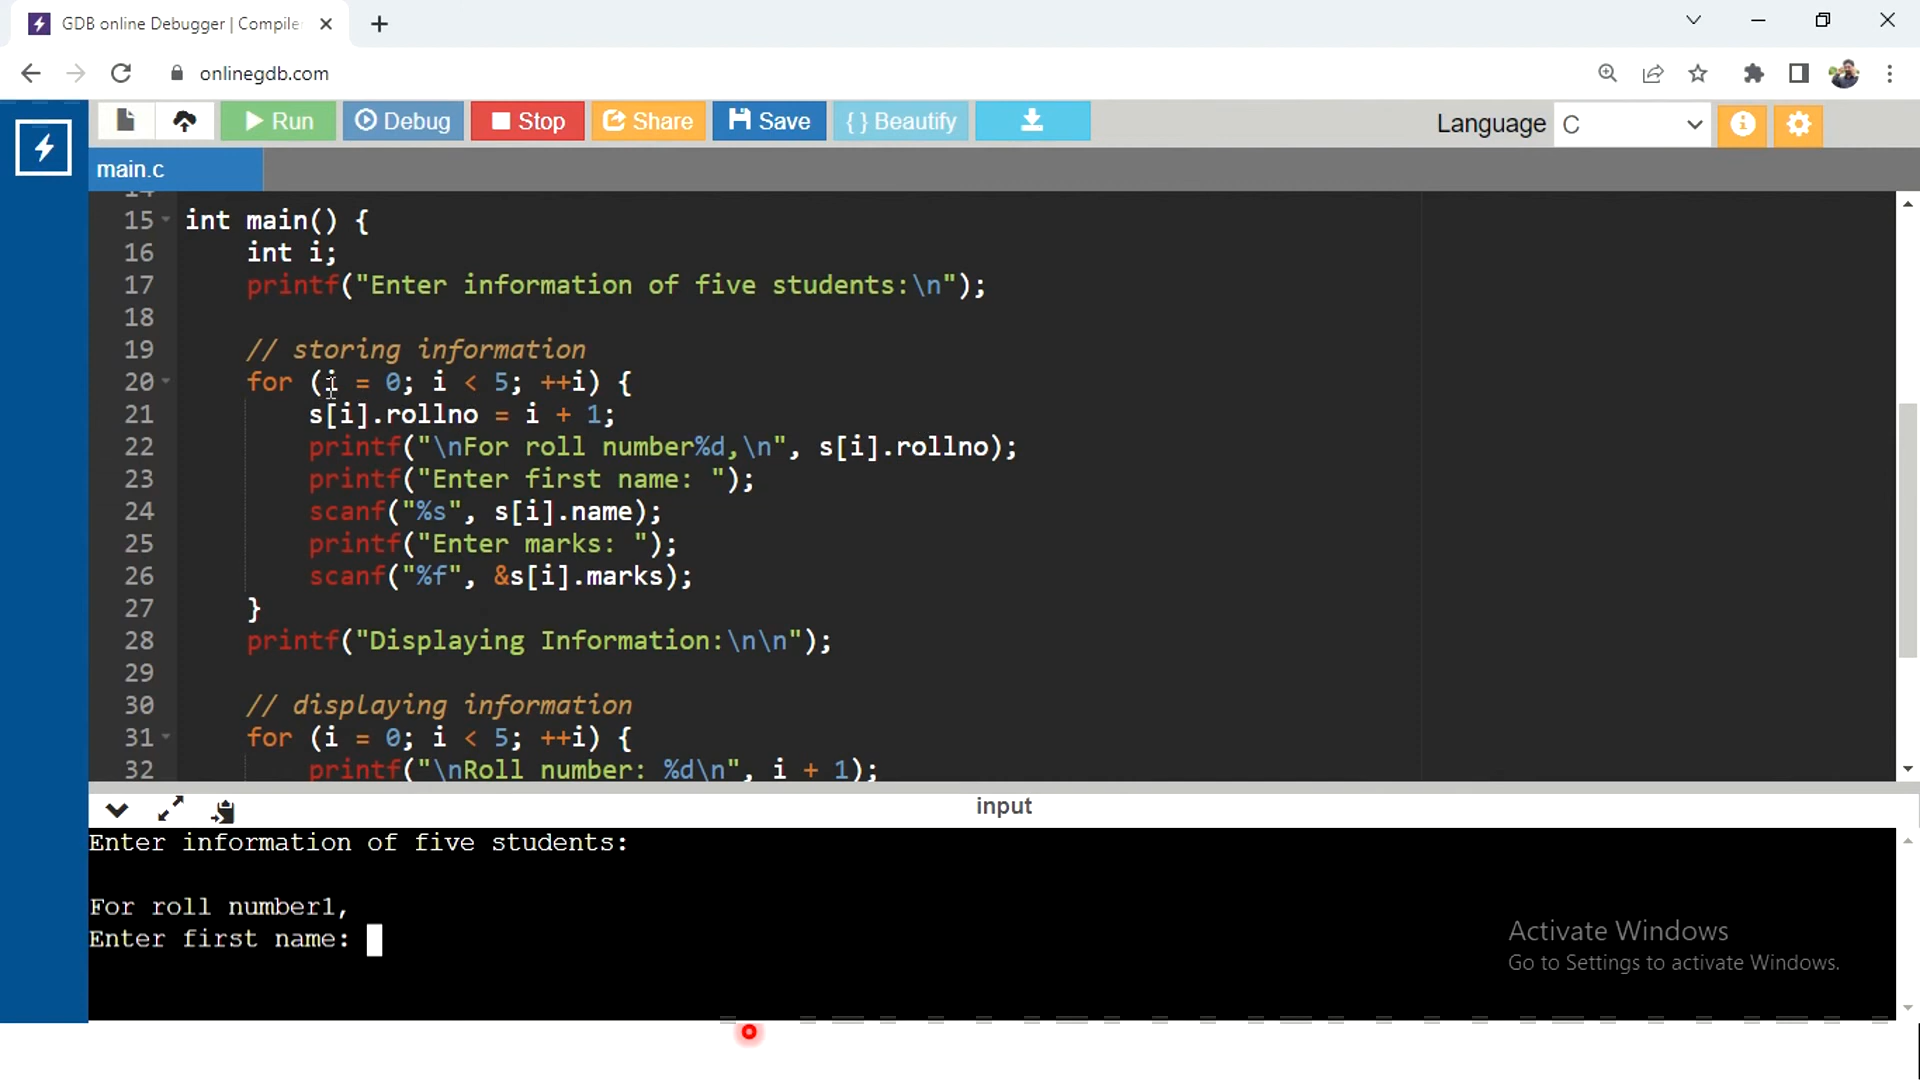 GDB online Debugger | Compile
onlinegdb.com
Run Debug Stop Share Save { } Beautify Language C
main.c
14
15 int main() {
16 int i;
17 printf("Enter information of five students:\n");
18
19 // storing information
20 for (i = 0; i < 5; ++i) {
21 s[i].rollno = i + 1;
22 printf("\nFor roll number%d,\n", s[i].rollno);
23 printf("Enter first name: ");
24 scanf("%s", s[i].name);
25 printf("Enter marks: ");
26 scanf("%f", &s[i].marks);
27 }
28 printf("Displaying Information:\n\n");
29
30 // displaying information
31 for (i = 0; i < 5; ++i) {
32 printf("\nRoll number: %d\n", i + 1);
input
Enter information of five students:
For roll number1,
Enter first name:
Activate Windows
Go to Settings to activate Windows.